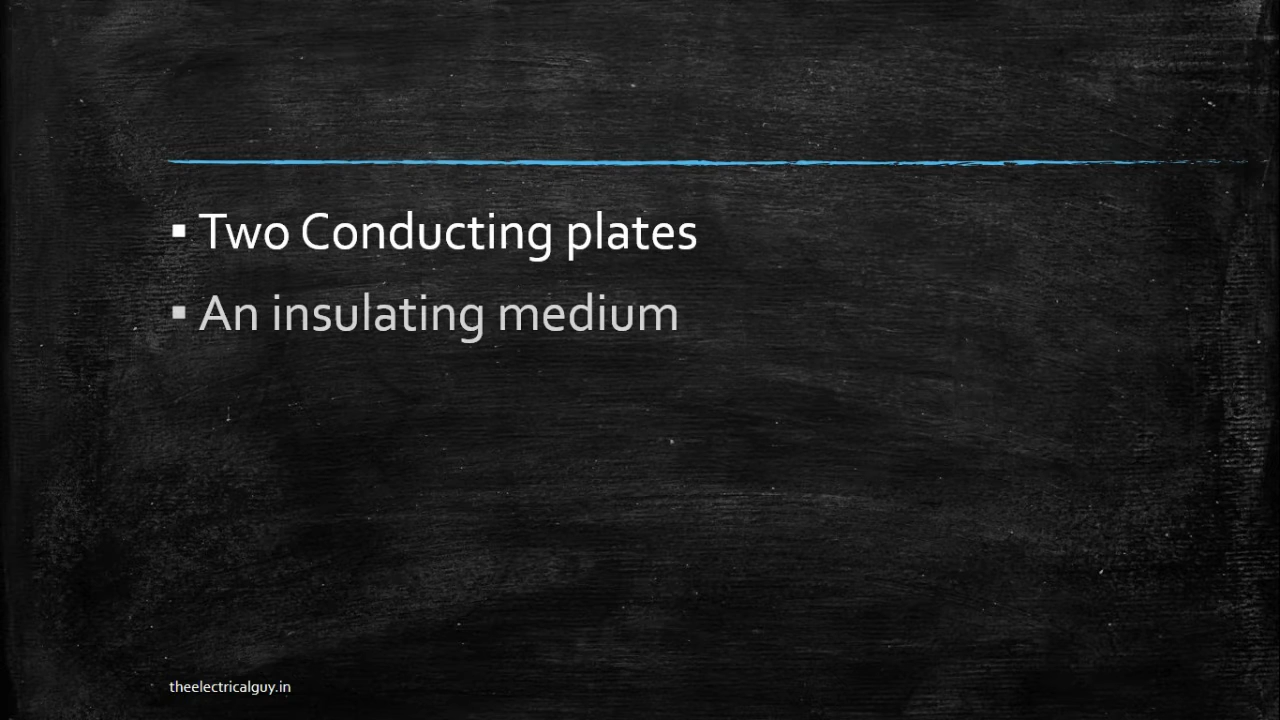 ▪ Two Conducting plates
▪ An insulating medium
theelectricalguy.in